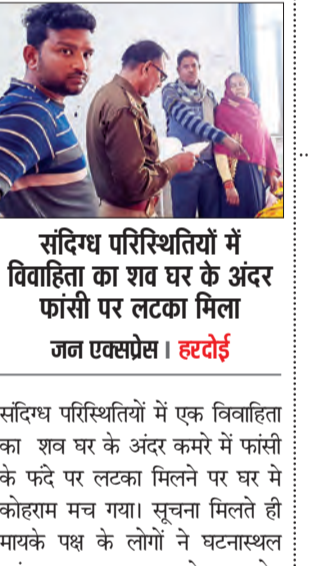 संदिग्ध परिस्थितियों में
विवाहिता का शव घर के अंदर
फांसी पर लटका मिला
जन एक्सप्रेस । हरदोई
संदिग्ध परिस्थितियों में एक विवाहिता
का शव घर के अंदर कमरे में फांसी
के फंदे पर लटका मिलने पर घर मे
कोहराम मच गया। सूचना मिलते ही
मायके पक्ष के लोगों ने घटनास्थल